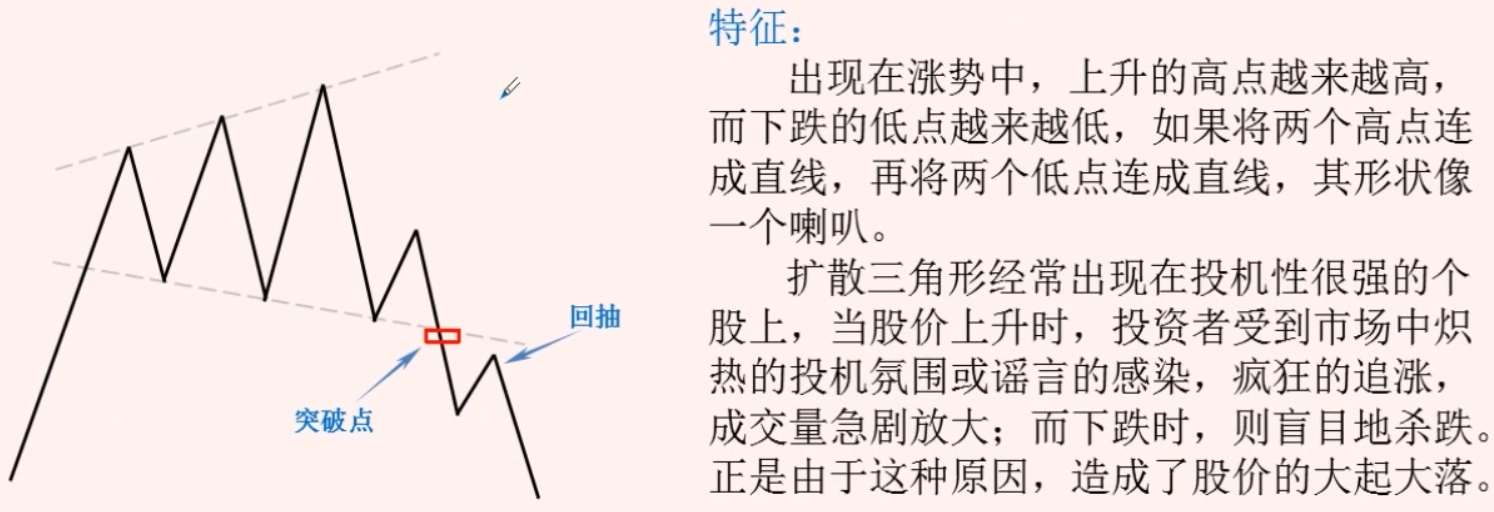 特征：
出现在涨势中，上升的高点越来越高，
而下跌的低点越来越低，如果将两个高点连
成直线，再将两个低点连成直线，其形状像
一个喇叭。
扩散三角形经常出现在投机性很强的个
股上，当股价上升时，投资者受到市场中炽
热的投机氛围或谣言的感染，疯狂的追涨，
成交量急剧放大；而下跌时，则盲目地杀跌。
正是由于这种原因，造成了股价的大起大落。
回抽
突破点